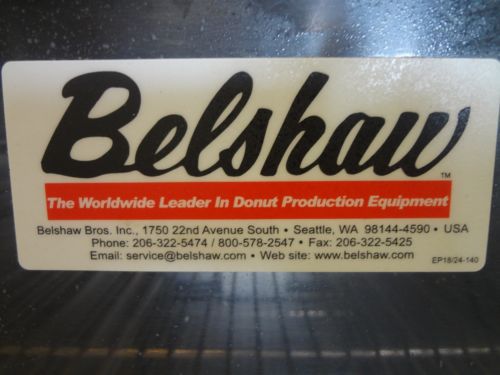 Belshaw
TM
The Worldwide Leader In Donut Production Equipment
Belshaw Bros. Inc., 1750 22nd Avenue South • Seattle, WA 98144-4590 • USA
Phone: 206-322-5474 / 800-578-2547 • Fax: 206-322-5425
Email: service@belshaw.com • Web site: www.belshaw.com
EP18/24-140